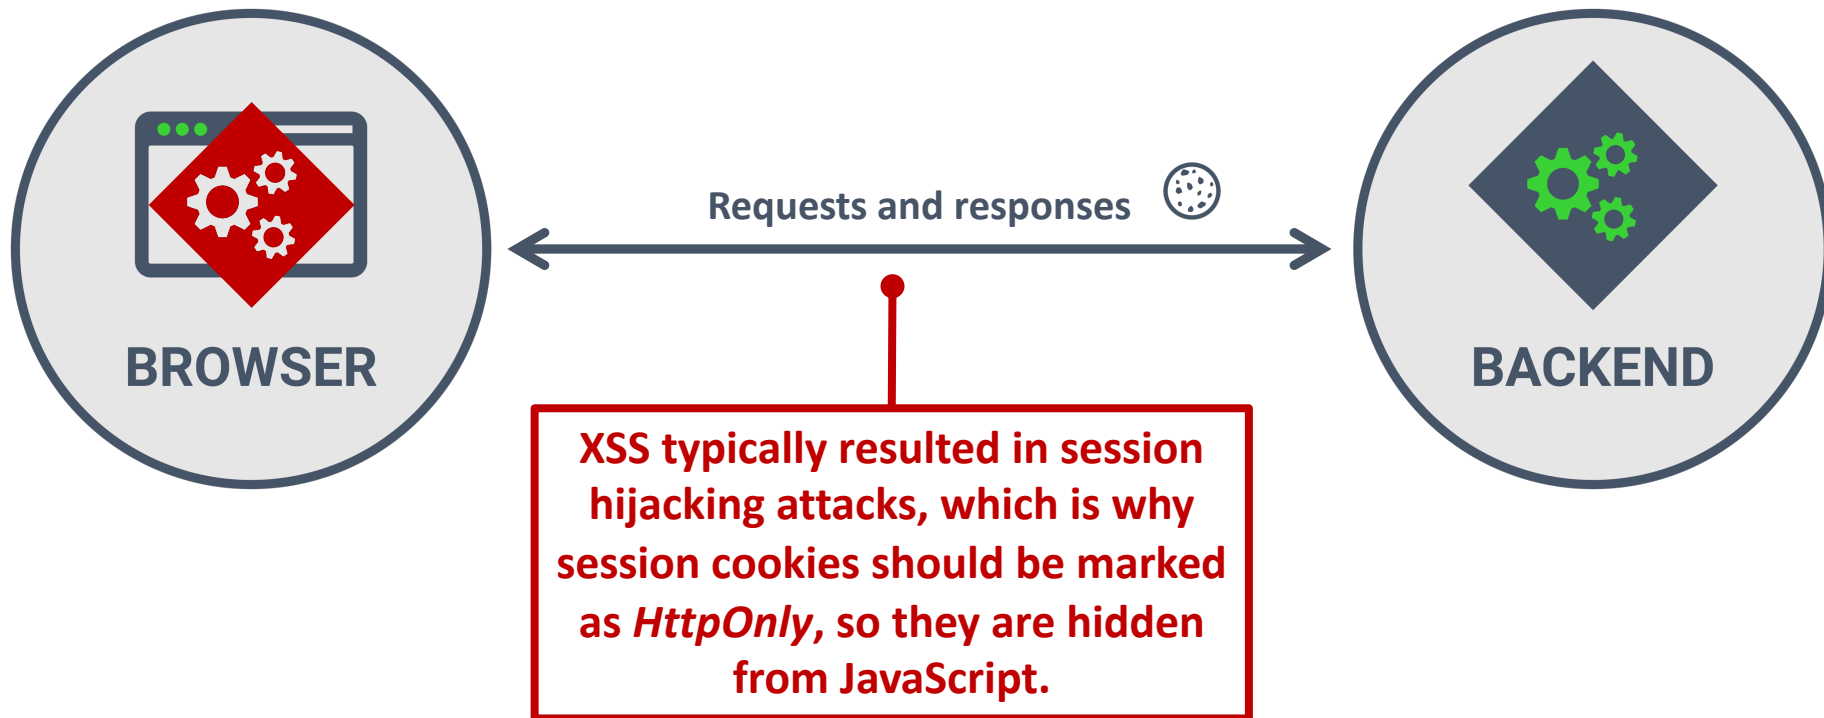 Requests and responses
BROWSER
BACKEND
XSS typically resulted in session
hijacking attacks, which is why
session cookies should be marked
as HttpOnly, so they are hidden
from JavaScript.